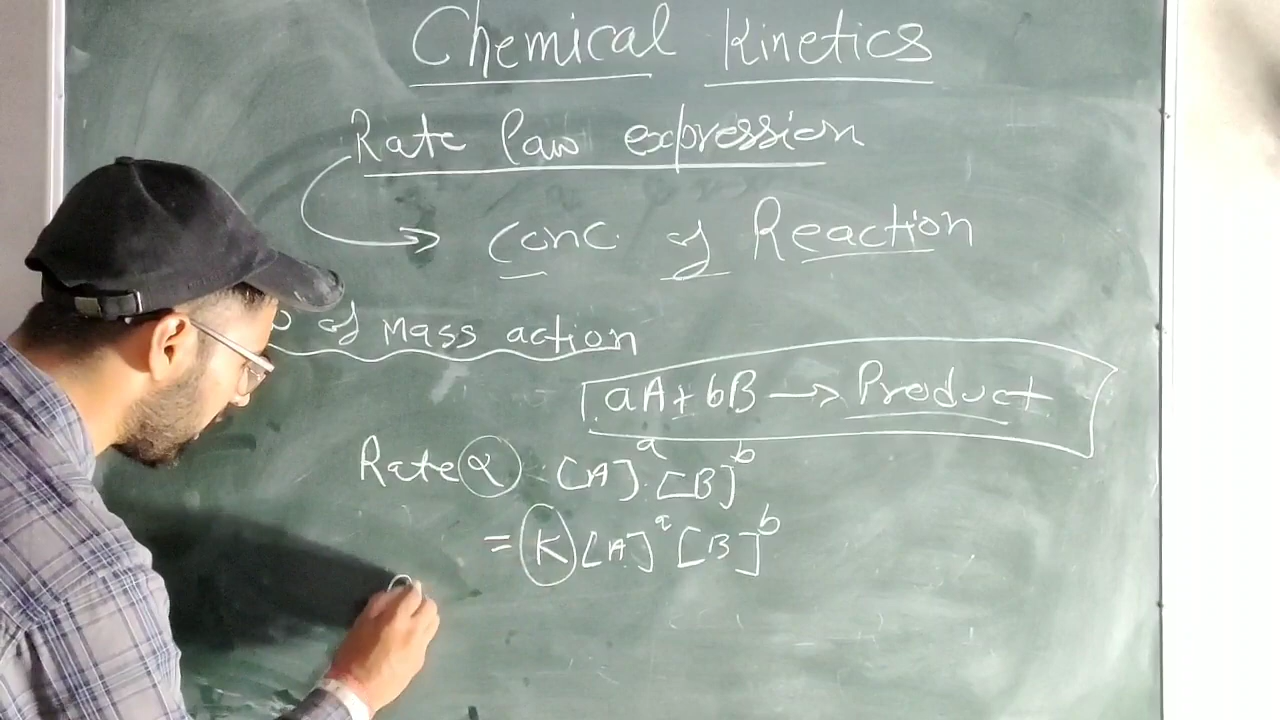 Chemical Kinetics
Rate law expression
→ Conc. of Reaction
of Mass action
aA + bB → Product
Rate ∝ [A]ᵃ [B]ᵇ
= K [A]ᵃ [B]ᵇ